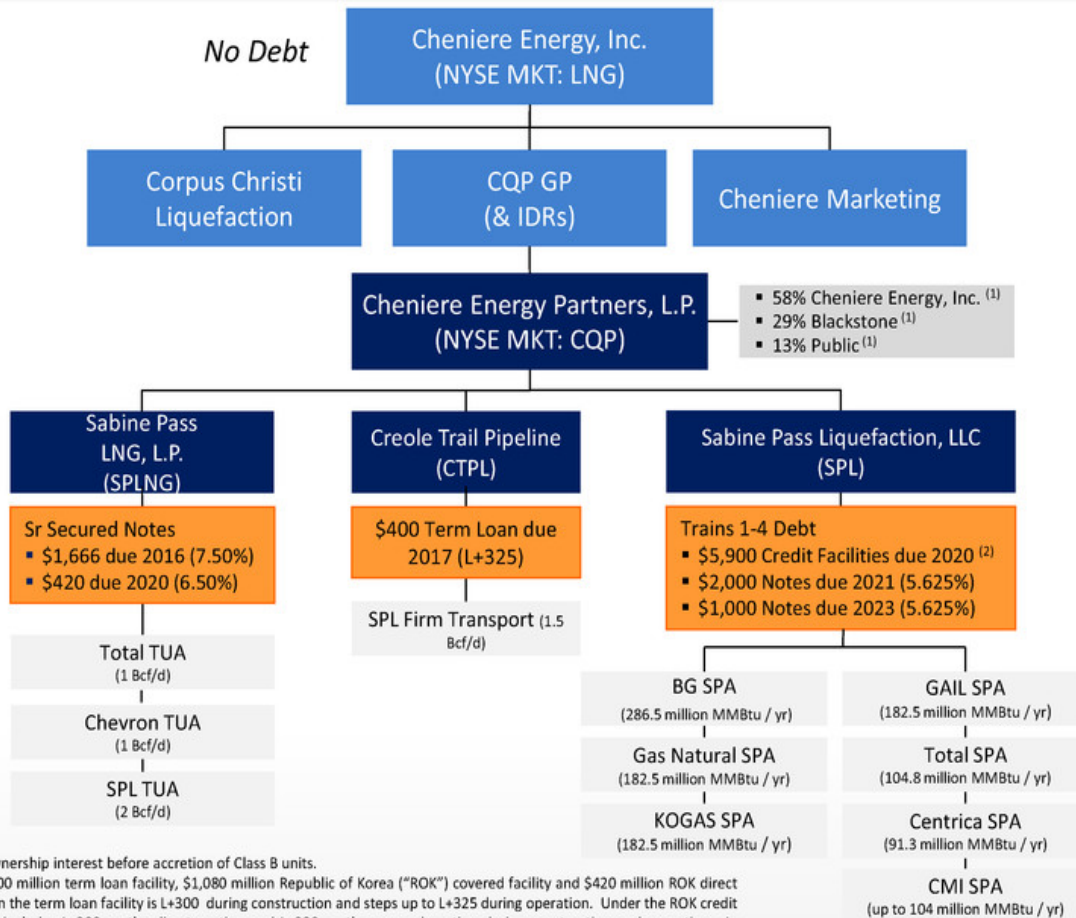 No Debt
Cheniere Energy, Inc.
(NYSE MKT: LNG)
Corpus Christi
Liquefaction
CQP GP
(& IDRs)
Cheniere Marketing
Cheniere Energy Partners, L.P.
(NYSE MKT: CQP)
▪ 58% Cheniere Energy, Inc. (1)
▪ 29% Blackstone (1)
▪ 13% Public (1)
Sabine Pass
LNG, L.P.
(SPLNG)
Sr Secured Notes
▪ $1,666 due 2016 (7.50%)
▪ $420 due 2020 (6.50%)
Total TUA
(1 Bcf/d)
Chevron TUA
(1 Bcf/d)
SPL TUA
(2 Bcf/d)
Creole Trail Pipeline
(CTPL)
$400 Term Loan due
2017 (L+325)
SPL Firm Transport (1.5
Bcf/d)
Sabine Pass Liquefaction, LLC
(SPL)
Trains 1-4 Debt
▪ $5,900 Credit Facilities due 2020 (2)
▪ $2,000 Notes due 2021 (5.625%)
▪ $1,000 Notes due 2023 (5.625%)
BG SPA
(286.5 million MMBtu / yr)
Gas Natural SPA
(182.5 million MMBtu / yr)
KOGAS SPA
(182.5 million MMBtu / yr)
GAIL SPA
(182.5 million MMBtu / yr)
Total SPA
(104.8 million MMBtu / yr)
Centrica SPA
(91.3 million MMBtu / yr)
CMI SPA
(up to 104 million MMBtu / yr)
ownership interest before accretion of Class B units.
00 million term loan facility, $1,080 million Republic of Korea ("ROK") covered facility and $420 million ROK direct
n the term loan facility is L+300 during construction and steps up to L+325 during operation. Under the ROK credit